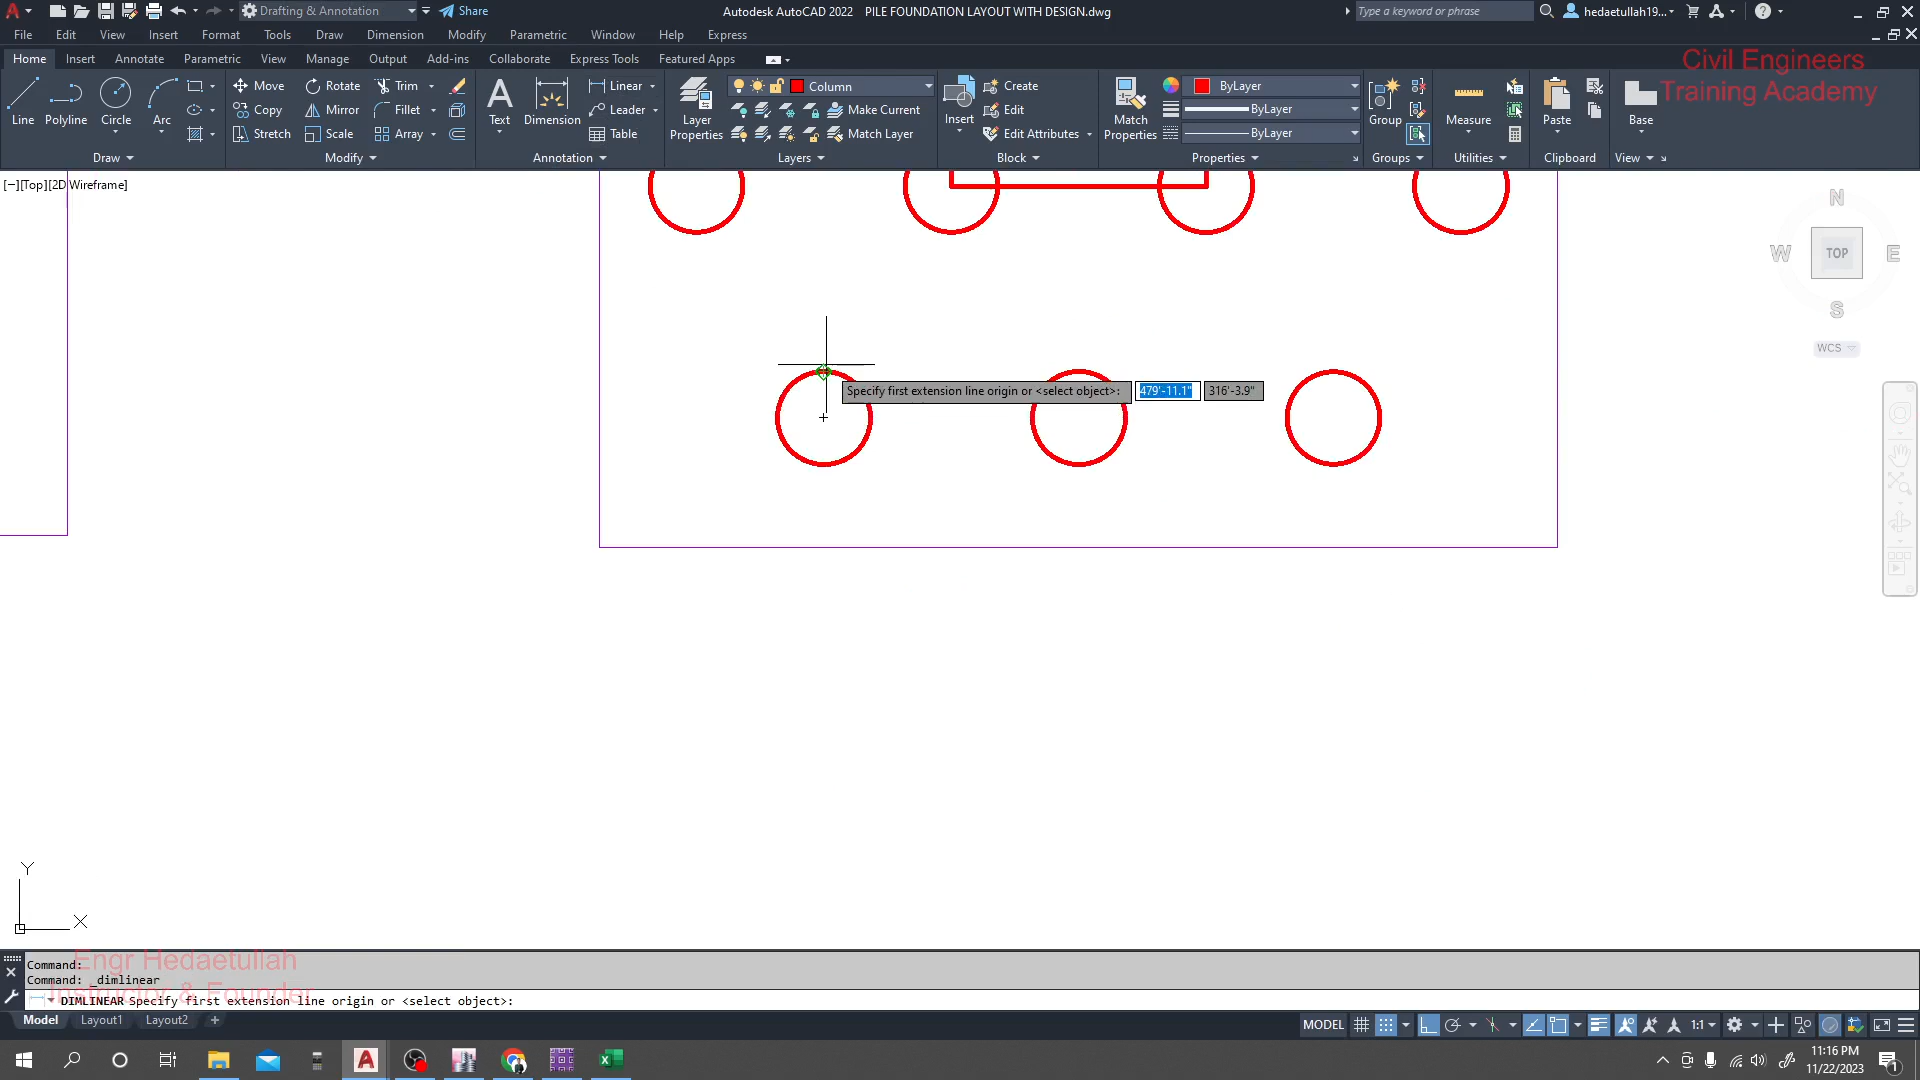 Drafting & Annotation
Share
Autodesk AutoCAD 2022 PILE FOUNDATION LAYOUT WITH DESIGN.dwg
Type a keyword or phrase
hedaetullah19...
File Edit View Insert Format Tools Draw Dimension Modify Parametric Window Help Express
Home Insert Annotate Parametric View Manage Output Add-ins Collaborate Express Tools Featured Apps
Civil Engineers
Training Academy
Line Polyline Circle Arc
Move Rotate Trim
Copy Mirror Fillet
Stretch Scale Array
Text Dimension
Linear
Leader
Table
Layer
Properties
Column
Make Current
Match Layer
Insert
Create
Edit
Edit Attributes
Match
Properties
ByLayer
ByLayer
ByLayer
Group
Measure
Paste
Base
Draw Modify Annotation Layers Block Properties Groups Utilities Clipboard View
[−][Top][2D Wireframe]
N
W TOP E
S
WCS
Specify first extension line origin or <select object>: 479'-11.1" 316'-3.9"
Y
X
Command:
Command: _dimlinear
Engr Hedaetullah
Instructor & Founder
DIMLINEAR Specify first extension line origin or <select object>:
Model Layout1 Layout2 +
MODEL 1:1
11:16 PM
11/22/2023
1